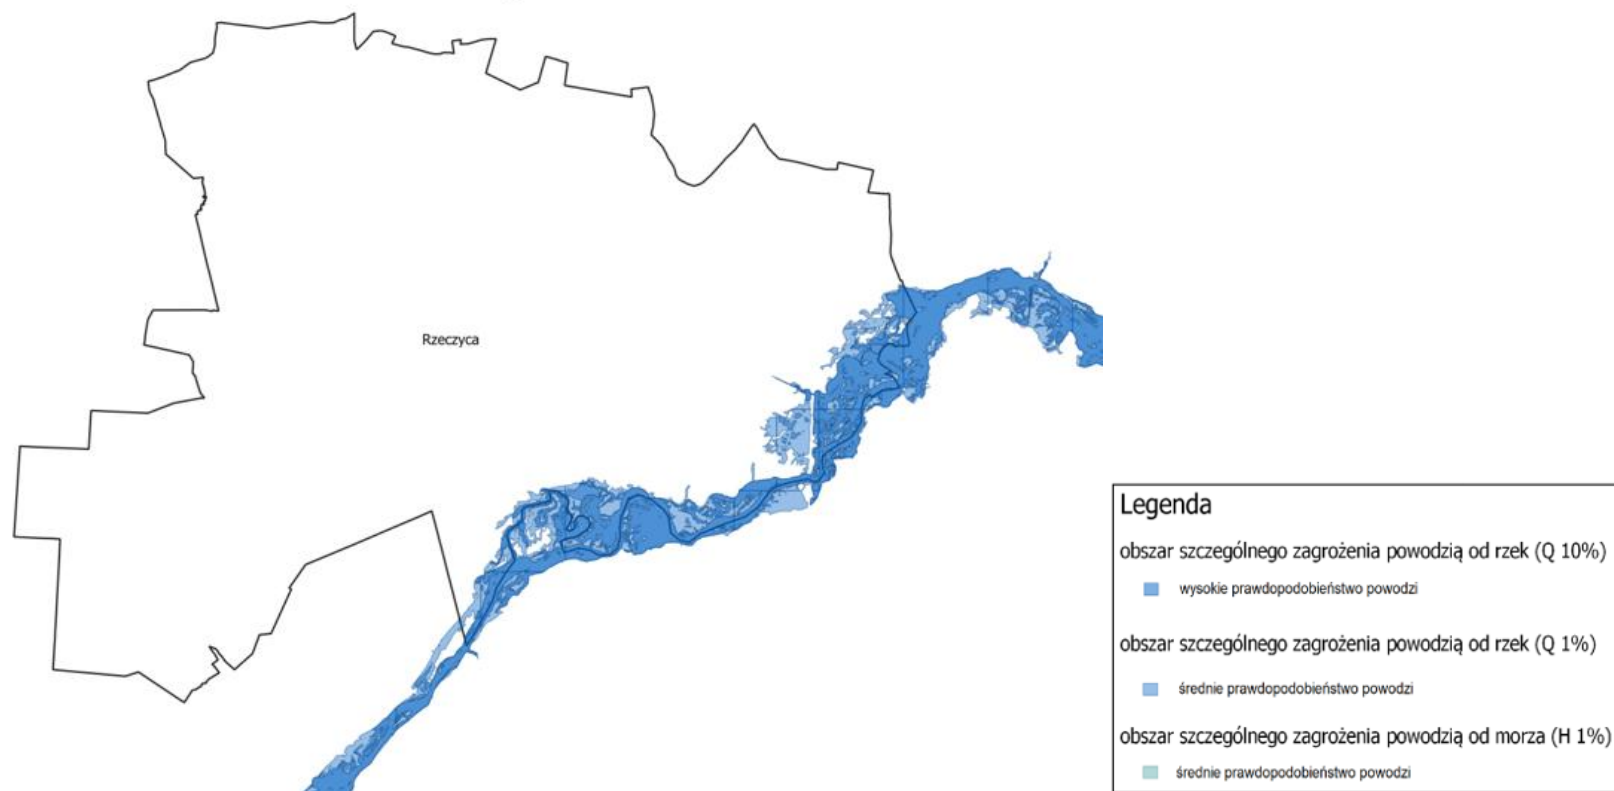 Rzeczyca
Legenda
obszar szczególnego zagrożenia powodzią od rzek (Q 10%)
wysokie prawdopodobieństwo powodzi
obszar szczególnego zagrożenia powodzią od rzek (Q 1%)
średnie prawdopodobieństwo powodzi
obszar szczególnego zagrożenia powodzią od morza (H 1%)
średnie prawdopodobieństwo powodzi